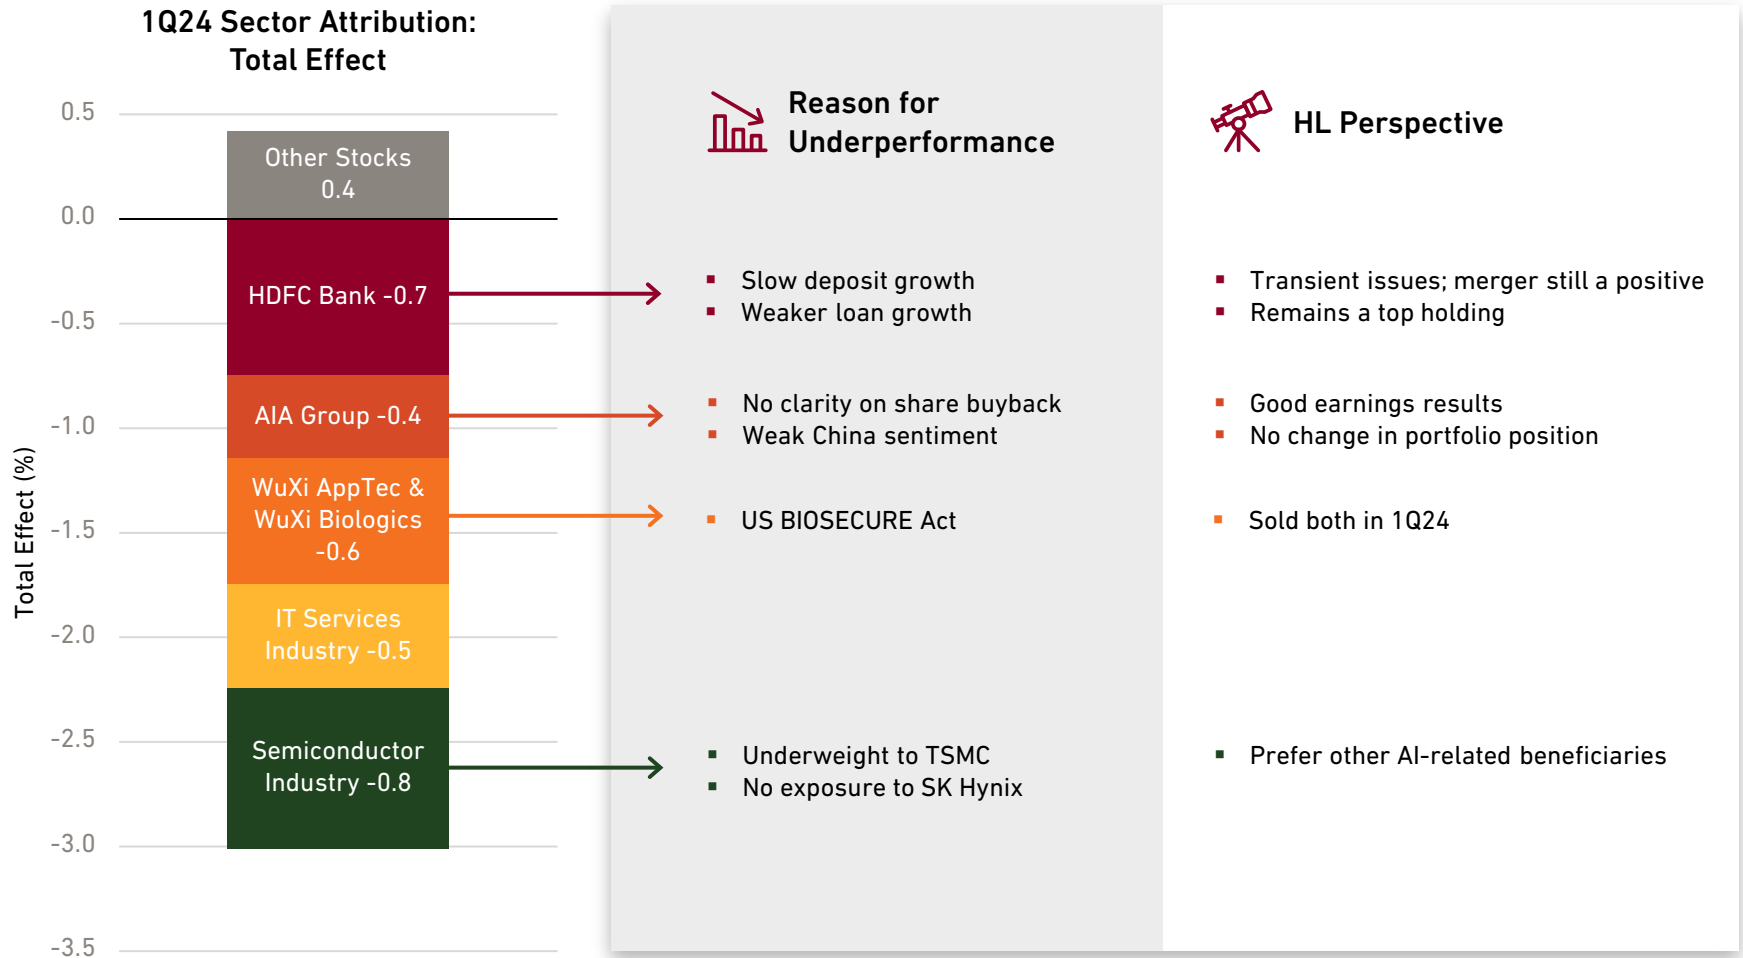 1Q24 Sector Attribution:
Total Effect
0.5
0.0
-0.5
-1.0
-1.5
-2.0
-2.5
-3.0
-3.5
Total Effect (%)
Other Stocks
0.4
HDFC Bank -0.7
AIA Group -0.4
WuXi AppTec &
WuXi Biologics
-0.6
IT Services
Industry -0.5
Semiconductor
Industry -0.8
Reason for
Underperformance
▪ Slow deposit growth
▪ Weaker loan growth
▪ No clarity on share buyback
▪ Weak China sentiment
▪ US BIOSECURE Act
▪ Underweight to TSMC
▪ No exposure to SK Hynix
HL Perspective
▪ Transient issues; merger still a positive
▪ Remains a top holding
▪ Good earnings results
▪ No change in portfolio position
▪ Sold both in 1Q24
▪ Prefer other AI-related beneficiaries